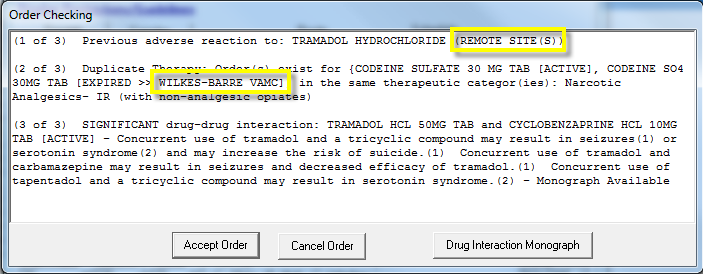 Order Checking
(1 of 3)  Previous adverse reaction to: TRAMADOL HYDROCHLORIDE (REMOTE SITE(S))
(2 of 3)  Duplicate Therapy: Order(s) exist for {CODEINE SULFATE 30 MG TAB [ACTIVE], CODEINE SO4
30MG TAB [EXPIRED >> WILKES-BARRE VAMC] in the same therapeutic categor(ies): Narcotic
Analgesics- IR (with non-analgesic opiates)
(3 of 3)  SIGNIFICANT drug-drug interaction: TRAMADOL HCL 50MG TAB and CYCLOBENZAPRINE HCL 10MG
TAB [ACTIVE] - Concurrent use of tramadol and a tricyclic compound may result in seizures(1) or
serotonin syndrome(2) and may increase the risk of suicide.(1)  Concurrent use of tramadol and
carbamazepine may result in seizures and decreased efficacy of tramadol.(1)  Concurrent use of
tapentadol and a tricyclic compound may result in serotonin syndrome.(2) - Monograph Available
Accept Order
Cancel Order
Drug Interaction Monograph